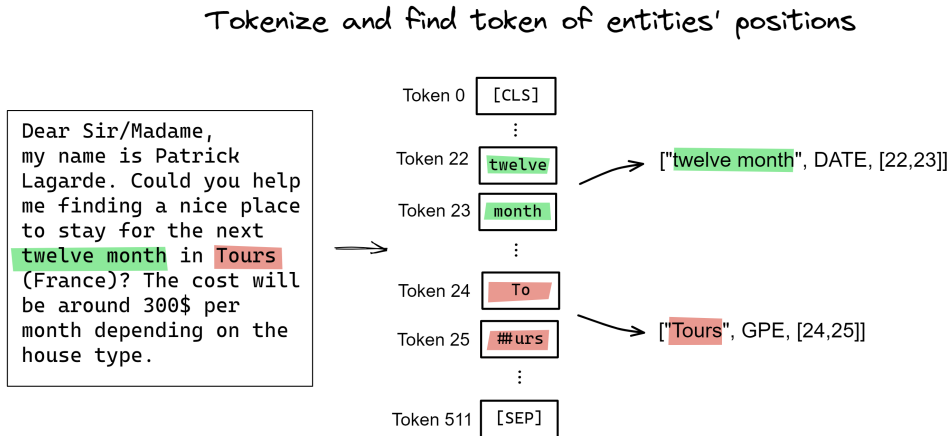 Tokenize and find token of entities' positions
Dear Sir/Madame,
my name is Patrick
Lagarde. Could you help
me finding a nice place
to stay for the next
twelve month in Tours
(France)? The cost will
be around 300$ per
month depending on the
house type.
Token 0 [CLS]
⋮
Token 22 twelve
Token 23 month
⋮
Token 24 To
Token 25 ##urs
⋮
Token 511 [SEP]
["twelve month", DATE, [22,23]]
["Tours", GPE, [24,25]]